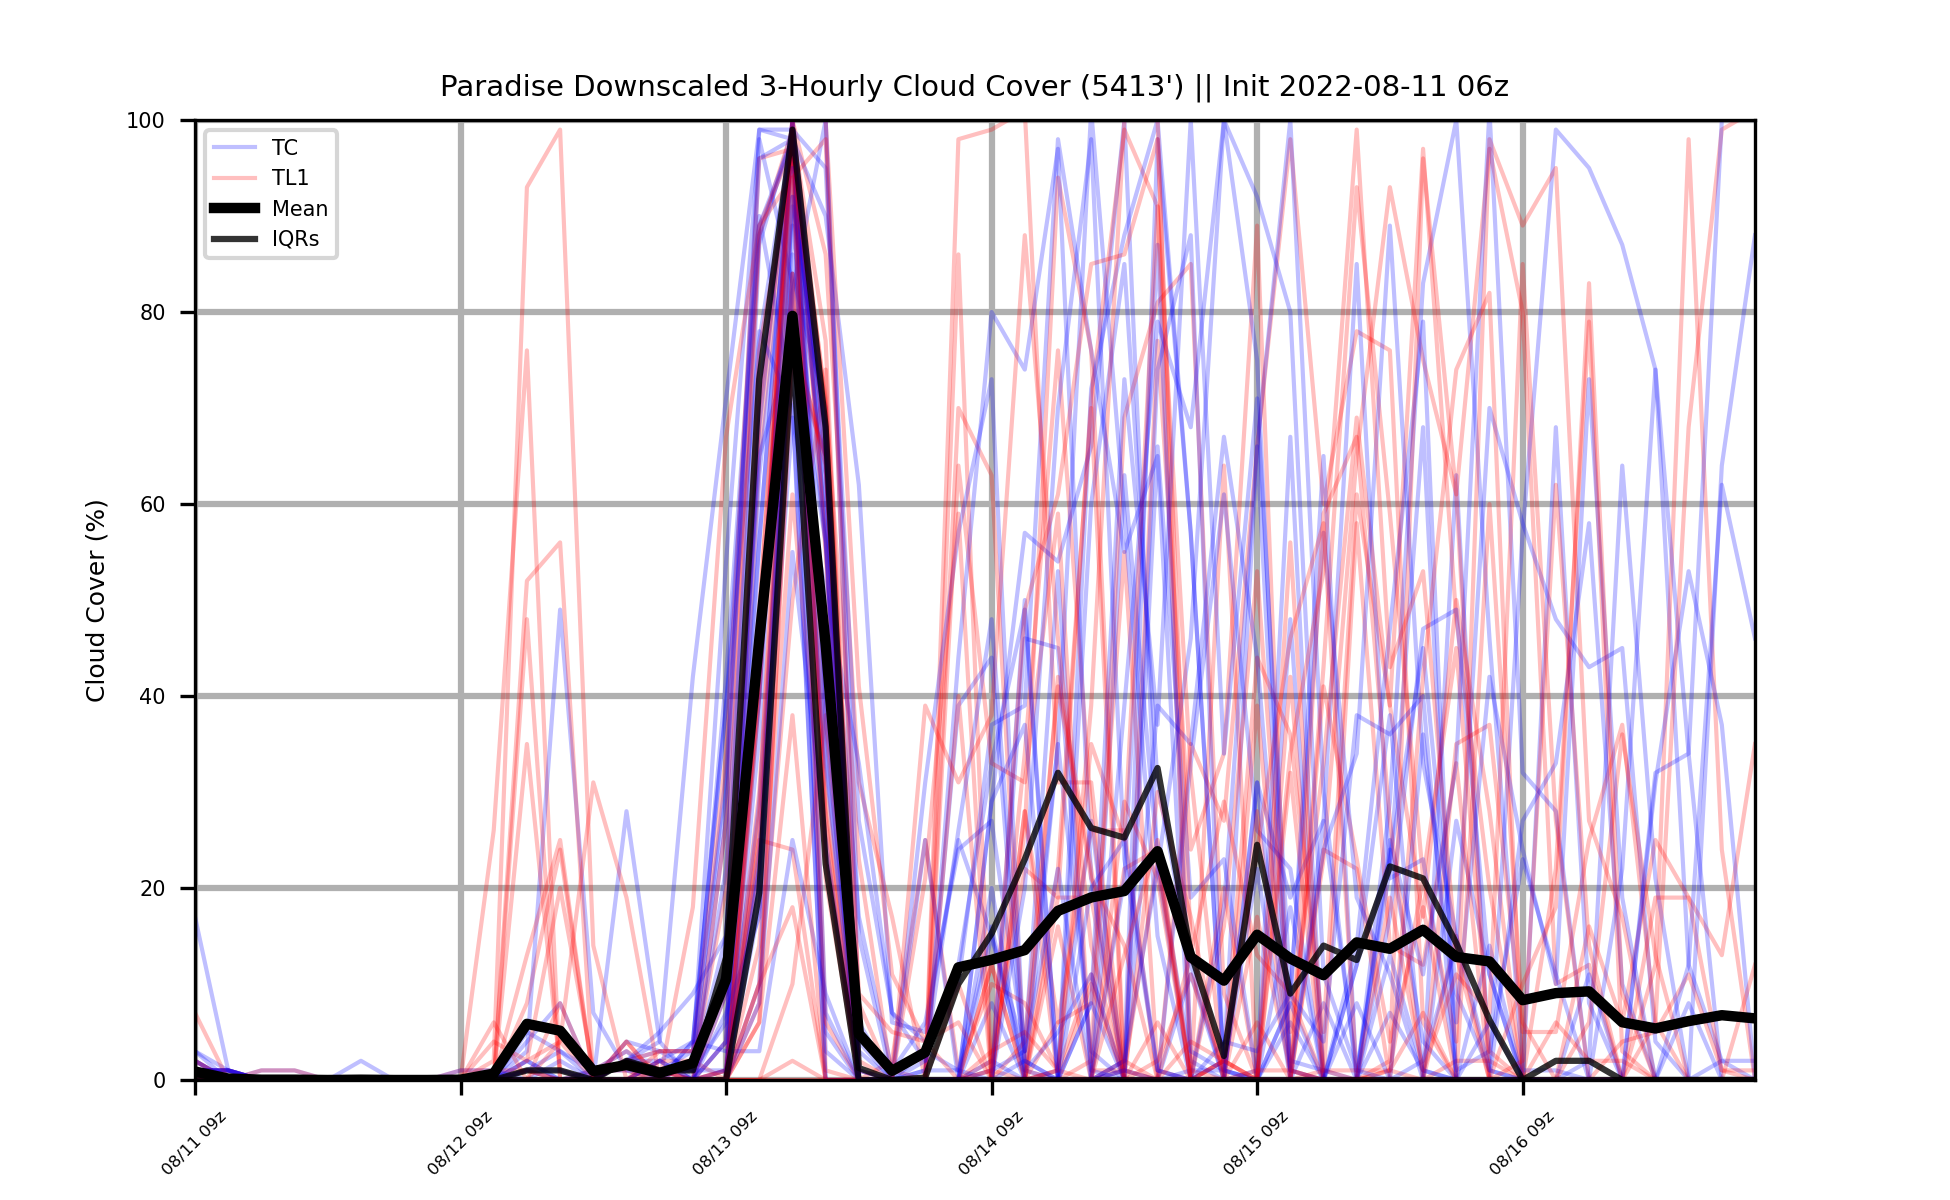 Paradise Downscaled 3-Hourly Cloud Cover (5413') || Init 2022-08-11 06z
100
80
60
40
20
0
Cloud Cover (%)
TC
TL1
Mean
IQRs
08/11 09z
08/12 09z
08/13 09z
08/14 09z
08/15 09z
08/16 09z